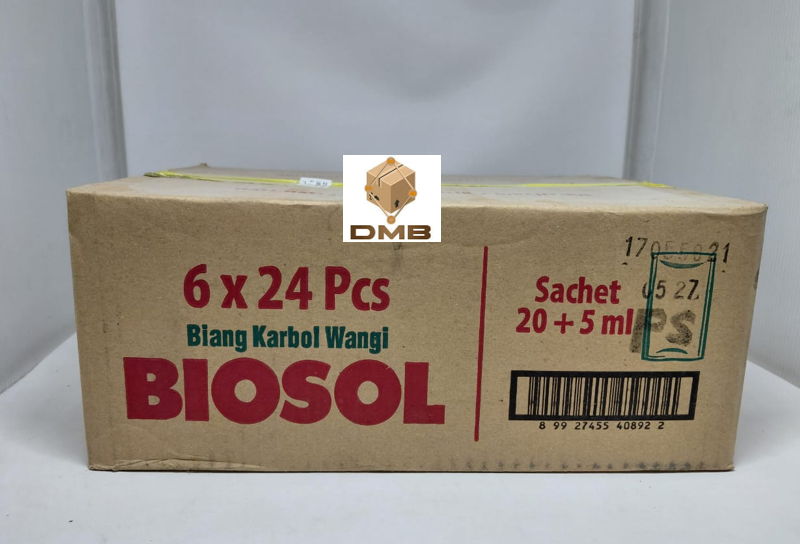 DMB
6 x 24 Pcs
Biang Karbol Wangi
BIOSOL
Sachet
20 + 5 ml
05 27
PS
8 99 27455 40892 2